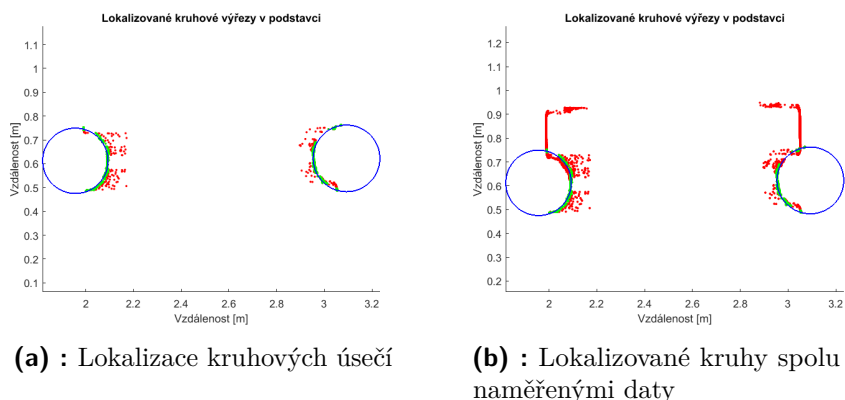 Lokalizované kruhové výřezy v podstavci
1.1
1
0.9
0.8
0.7
0.6
0.5
0.4
0.3
0.2
0.1
Vzdálenost [m]
2 2.2 2.4 2.6 2.8 3 3.2
Vzdálenost [m]
(a) : Lokalizace kruhových úsečí
Lokalizované kruhové výřezy v podstavci
1.2
1.1
1
0.9
0.8
0.7
0.6
0.5
0.4
0.3
0.2
Vzdálenost [m]
2 2.2 2.4 2.6 2.8 3 3.2
Vzdálenost [m]
(b) : Lokalizované kruhy spolu
naměřenými daty